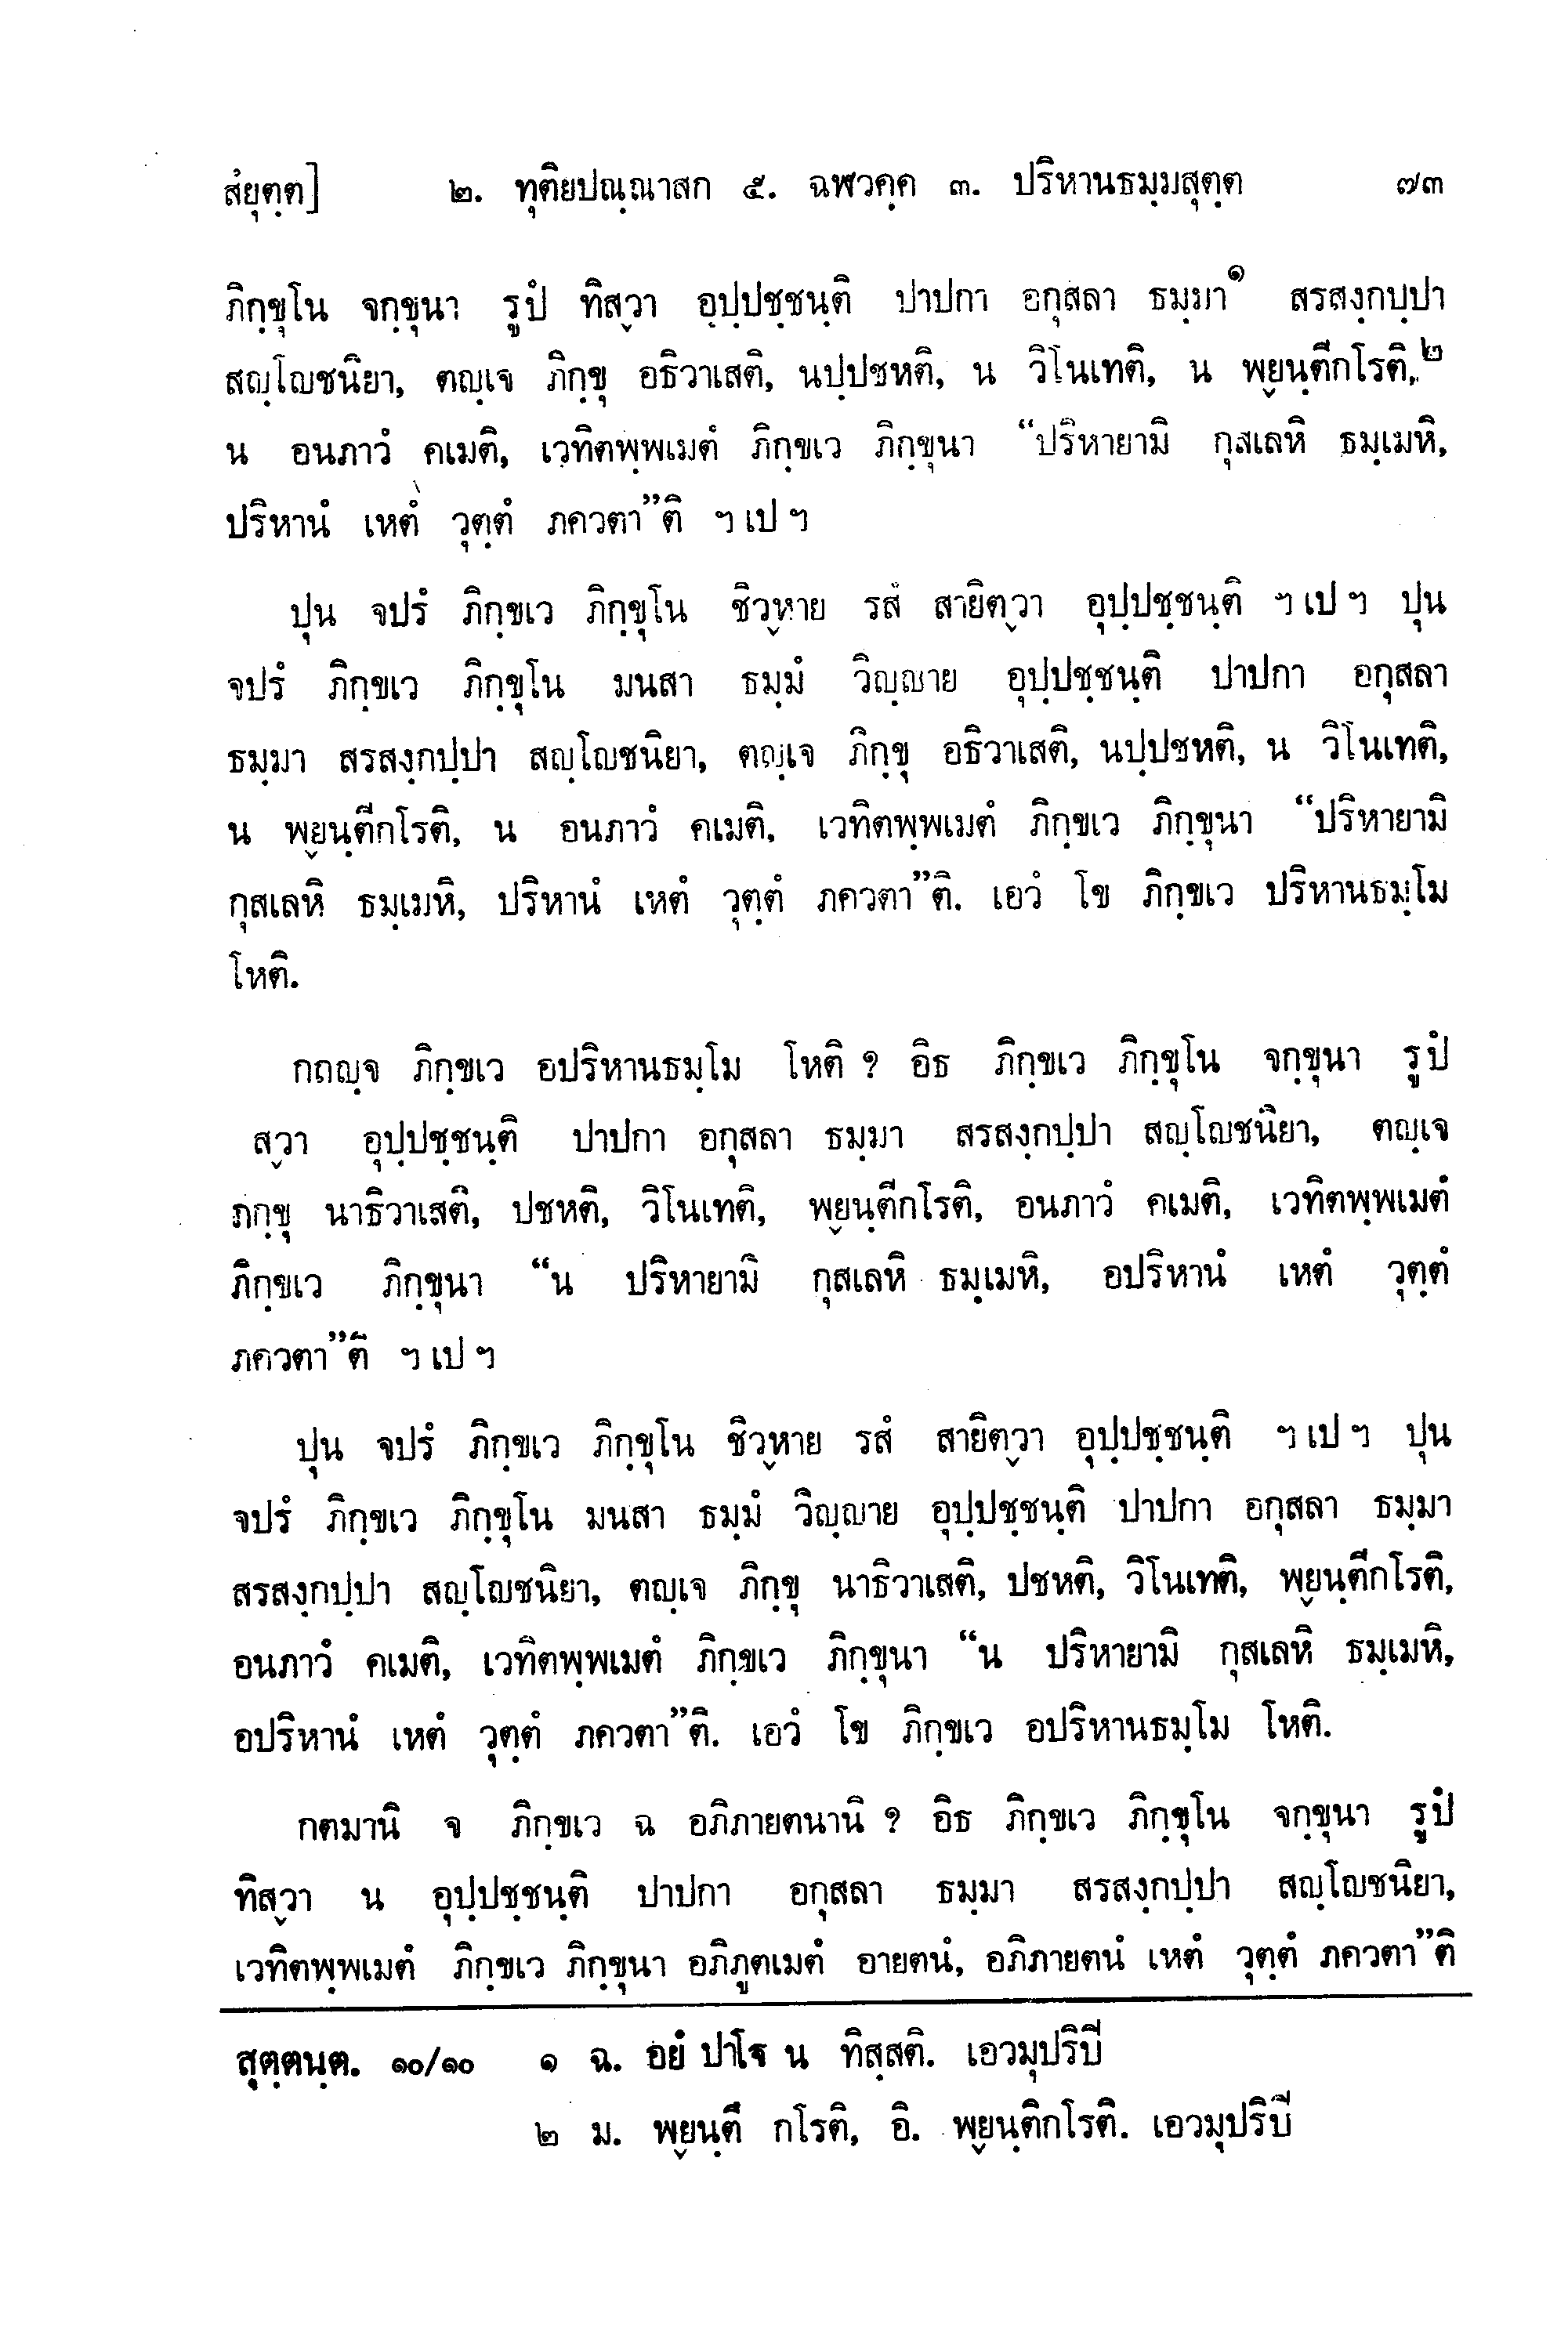 สํยุตฺต] ๒. ทุติยปณฺณาสก ๕. ฉฬวคฺค ๓. ปริหานธมฺมสุตฺต ๗๓
ภิกฺขุโน จกฺขุนา รูปํ ทิสฺวา อุปฺปชฺชนฺติ ปาปกา อกุสลา ธมฺมา๑ สรสงฺกปฺปา
สญฺโญชนิยา, ตญฺเจ ภิกฺขุ อธิวาเสติ, นปฺปชหติ, น วิโนเทติ, น พฺยนฺตีกโรติ,๒
น อนภาวํ คเมติ, เวทิตพฺพเมตํ ภิกฺขเว ภิกฺขุนา “ปริหายามิ กุสเลหิ ธมฺเมหิ,
ปริหานํ เหตํ วุตฺตํ ภควตา”ติ ฯ เป ฯ
ปุน จปรํ ภิกฺขเว ภิกฺขุโน ชิวฺหาย รสํ สายิตฺวา อุปฺปชฺชนฺติ ฯ เป ฯ ปุน
จปรํ ภิกฺขเว ภิกฺขุโน มนสา ธมฺมํ วิญฺญาย อุปฺปชฺชนฺติ ปาปกา อกุสลา
ธมฺมา สรสงฺกปฺปา สญฺโญชนิยา, ตญฺเจ ภิกฺขุ อธิวาเสติ, นปฺปชหติ, น วิโนเทติ,
น พฺยนฺตีกโรติ, น อนภาวํ คเมติ, เวทิตพฺพเมตํ ภิกฺขเว ภิกฺขุนา “ปริหายามิ
กุสเลหิ ธมฺเมหิ, ปริหานํ เหตํ วุตฺตํ ภควตา”ติ. เอวํ โข ภิกฺขเว ปริหานธมฺโม
โหติ.
กถญฺจ ภิกฺขเว อปริหานธมฺโม โหติ ? อิธ ภิกฺขเว ภิกฺขุโน จกฺขุนา รูปํ
สฺวา อุปฺปชฺชนฺติ ปาปกา อกุสลา ธมฺมา สรสงฺกปฺปา สญฺโญชนิยา, ตญฺเจ
ภกฺขุ นาธิวาเสติ, ปชหติ, วิโนเทติ, พฺยนฺตีกโรติ, อนภาวํ คเมติ, เวทิตพฺพเมตํ
ภิกฺขเว ภิกฺขุนา “น ปริหายามิ กุสเลหิ ธมฺเมหิ, อปริหานํ เหตํ วุตฺตํ
ภควตา”ติ ฯ เป ฯ
ปุน จปรํ ภิกฺขเว ภิกฺขุโน ชิวฺหาย รสํ สายิตฺวา อุปฺปชฺชนฺติ ฯ เป ฯ ปุน
จปรํ ภิกฺขเว ภิกฺขุโน มนสา ธมฺมํ วิญฺญาย อุปฺปชฺชนฺติ ปาปกา อกุสลา ธมฺมา
สรสงฺกปฺปา สญฺโญชนิยา, ตญฺเจ ภิกฺขุ นาธิวาเสติ, ปชหติ, วิโนเทติ, พฺยนฺตีกโรติ,
อนภาวํ คเมติ, เวทิตพฺพเมตํ ภิกฺขเว ภิกฺขุนา “น ปริหายามิ กุสเลหิ ธมฺเมหิ,
อปริหานํ เหตํ วุตฺตํ ภควตา”ติ. เอวํ โข ภิกฺขเว อปริหานธมฺโม โหติ.
กตมานิ จ ภิกฺขเว ฉ อภิภายตนานิ ? อิธ ภิกฺขเว ภิกฺขุโน จกฺขุนา รูปํ
ทิสฺวา น อุปฺปชฺชนฺติ ปาปกา อกุสลา ธมฺมา สรสงฺกปฺปา สญฺโญชนิยา,
เวทิตพฺพเมตํ ภิกฺขเว ภิกฺขุนา อภิภูตเมตํ อายตนํ, อภิภายตนํ เหตํ วุตฺตํ ภควตา”ติ
สุตฺตนฺต. ๑๐/๑๐ ๑ ฉ. อยํ ปาโฐ น ทิสฺสติ. เอวมุปริปิ
๒ ม. พฺยนฺตี กโรติ, อิ. พฺยนฺติกโรติ. เอวมุปริปิ